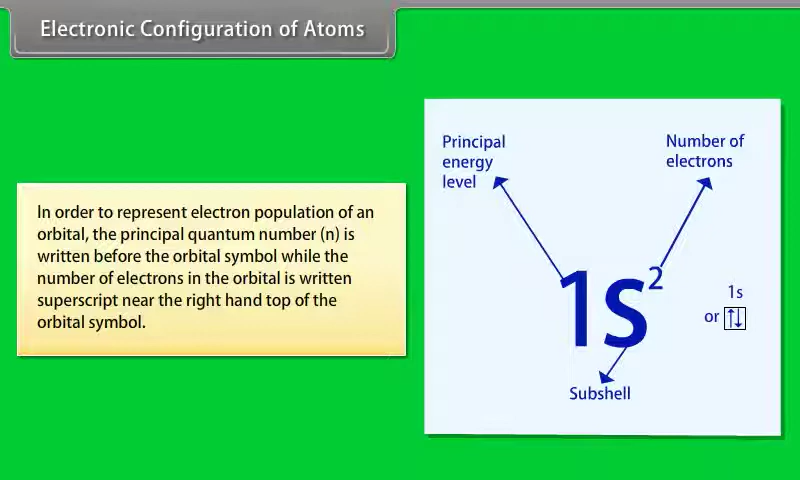 Electronic Configuration of Atoms
In order to represent electron population of an
orbital, the principal quantum number (n) is
written before the orbital symbol while the
number of electrons in the orbital is written
superscript near the right hand top of the
orbital symbol.
Principal
energy
level
Number of
electrons
1s²
1s
or ↑↓
Subshell